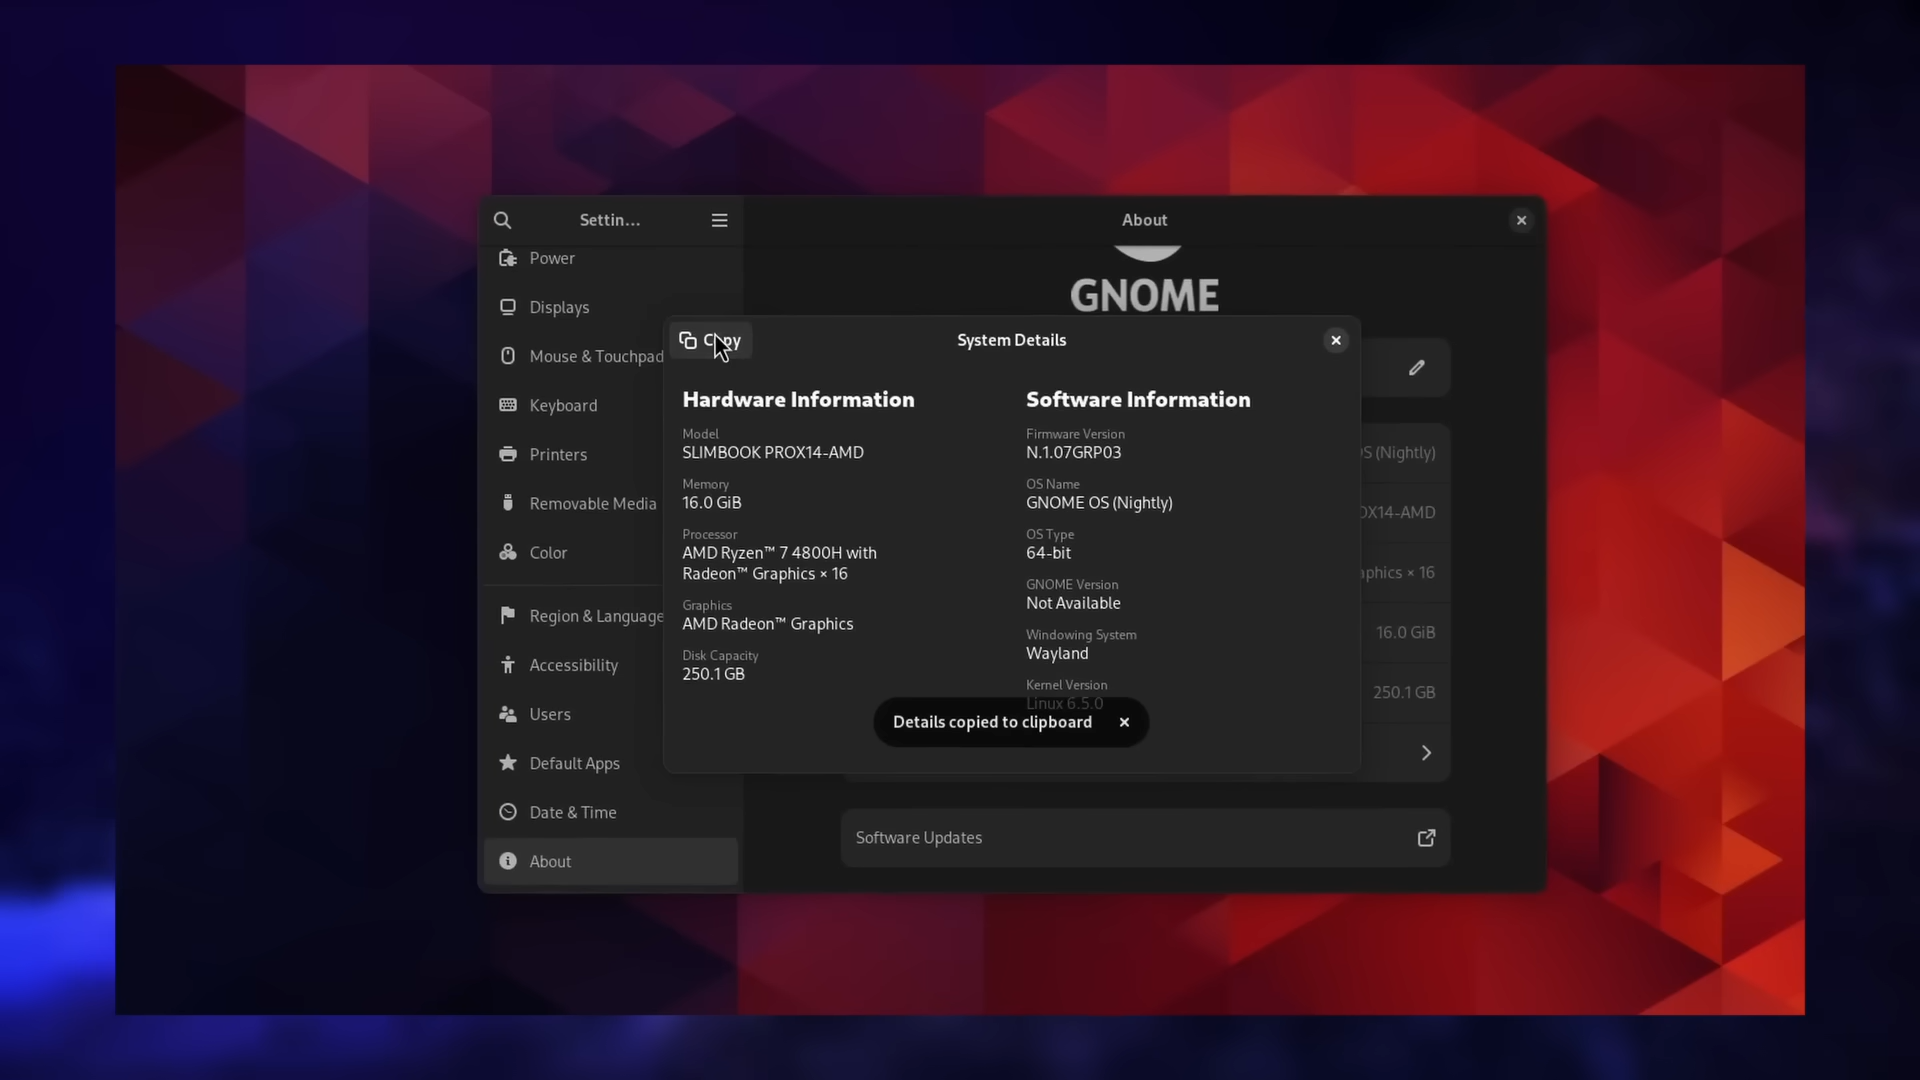 Settin...
About
Power
GNOME
Displays
Mouse & Touchpad
Keyboard
Printers
Removable Media
Color
Region & Language
Accessibility
Users
Default Apps
Date & Time
About
Copy
System Details
Hardware Information
Model
SLIMBOOK PROX14-AMD
Memory
16.0 GiB
Processor
AMD Ryzen™ 7 4800H with
Radeon™ Graphics × 16
Graphics
AMD Radeon™ Graphics
Disk Capacity
250.1 GB
Software Information
Firmware Version
N.1.07GRP03
OS Name
GNOME OS (Nightly)
OS Type
64-bit
GNOME Version
Not Available
Windowing System
Wayland
Kernel Version
Linux 6.5.0
Details copied to clipboard
S (Nightly)
OX14-AMD
aphics × 16
16.0 GiB
250.1 GB
Software Updates